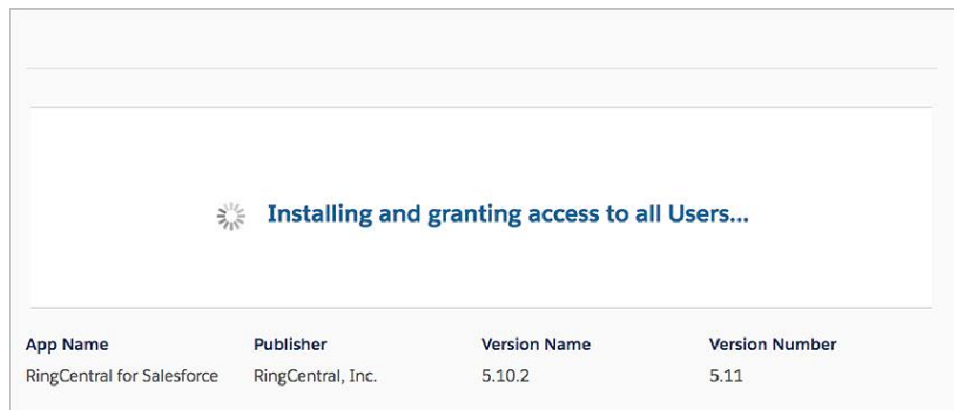 Installing and granting access to all Users...
App Name Publisher Version Name Version Number
RingCentral for Salesforce RingCentral, Inc. 5.10.2 5.11